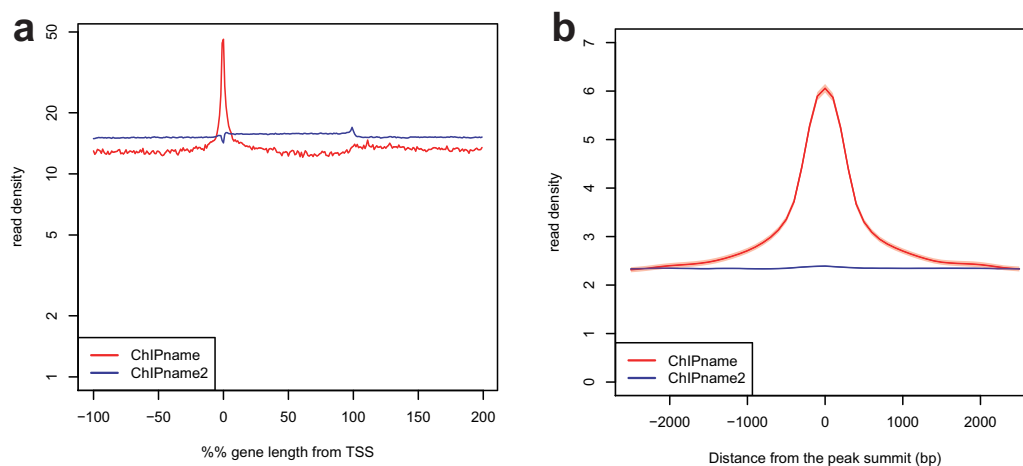 a
read density
50
20
10
5
2
1
ChIPname
ChIPname2
−100
−50
0
50
100
150
200
%% gene length from TSS
b
read density
7
6
5
4
3
2
1
0
ChIPname
ChIPname2
−2000
−1000
0
1000
2000
Distance from the peak summit (bp)